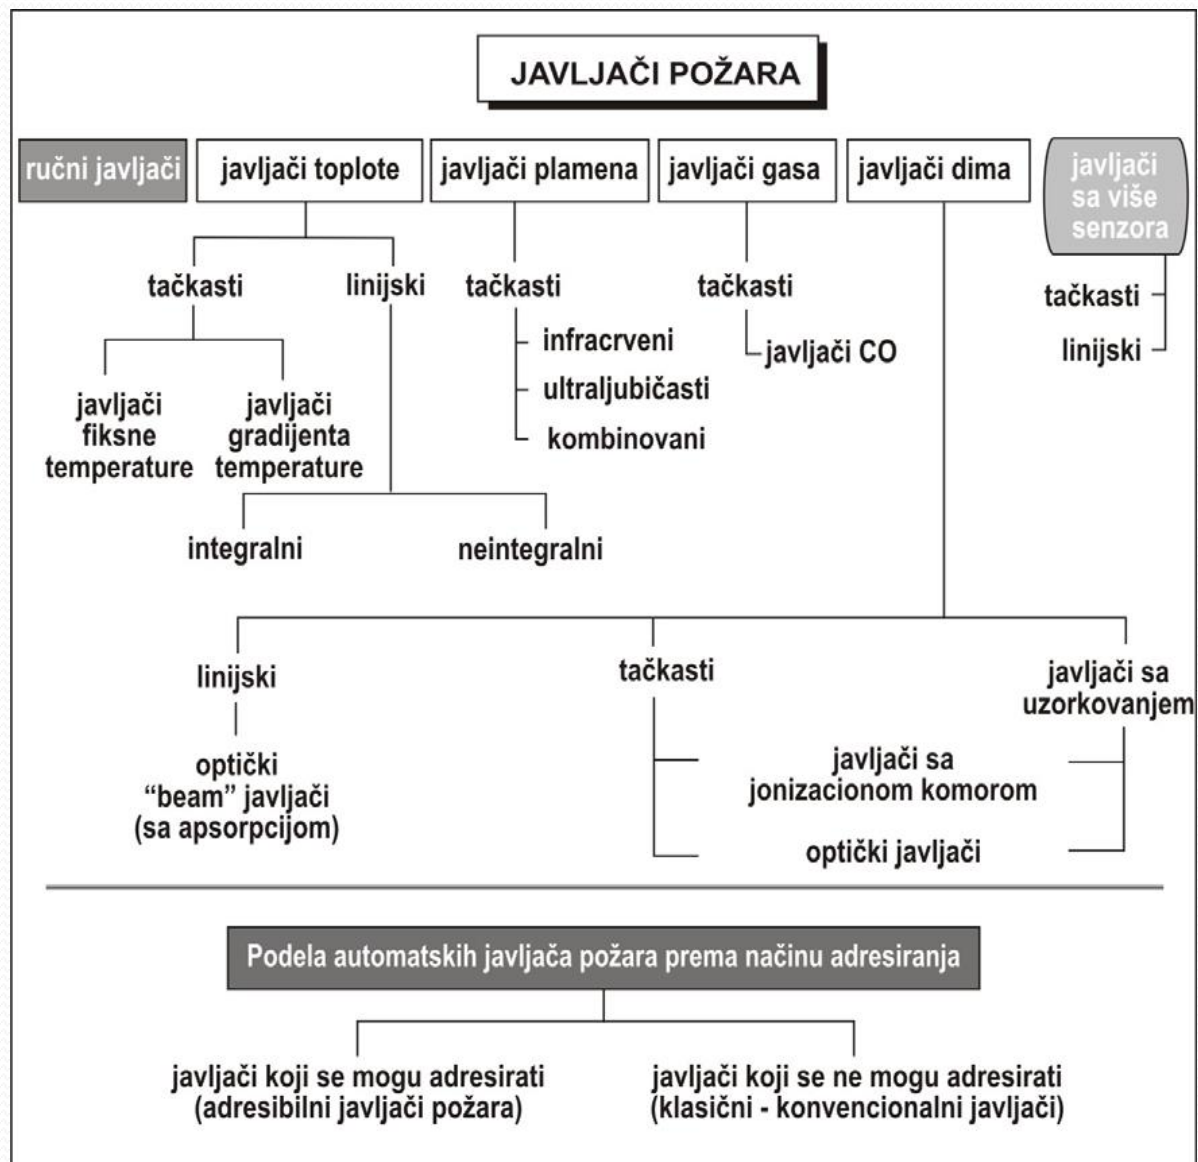 JAVLJAČI POŽARA
ručni javljači
javljači toplote
javljači plamena
javljači gasa
javljači dima
javljači
sa više
senzora
tačkasti
linijski
tačkasti
tačkasti
tačkasti
linijski
infracrveni
ultraljubičasti
kombinovani
javljači CO
javljači
fiksne
temperature
javljači
gradijenta
temperature
integralni
neintegralni
linijski
tačkasti
javljači sa
uzorkovanjem
optički
“beam” javljači
(sa apsorpcijom)
javljači sa
jonizacionom komorom
optički javljači
Podela automatskih javljača požara prema načinu adresiranja
javljači koji se mogu adresirati
(adresibilni javljači požara)
javljači koji se ne mogu adresirati
(klasični - konvencionalni javljači)